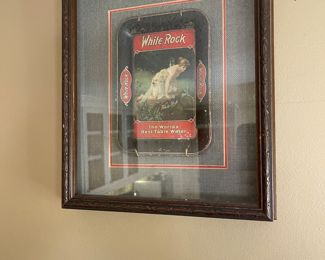 White Rock
The World's
Best Table Water